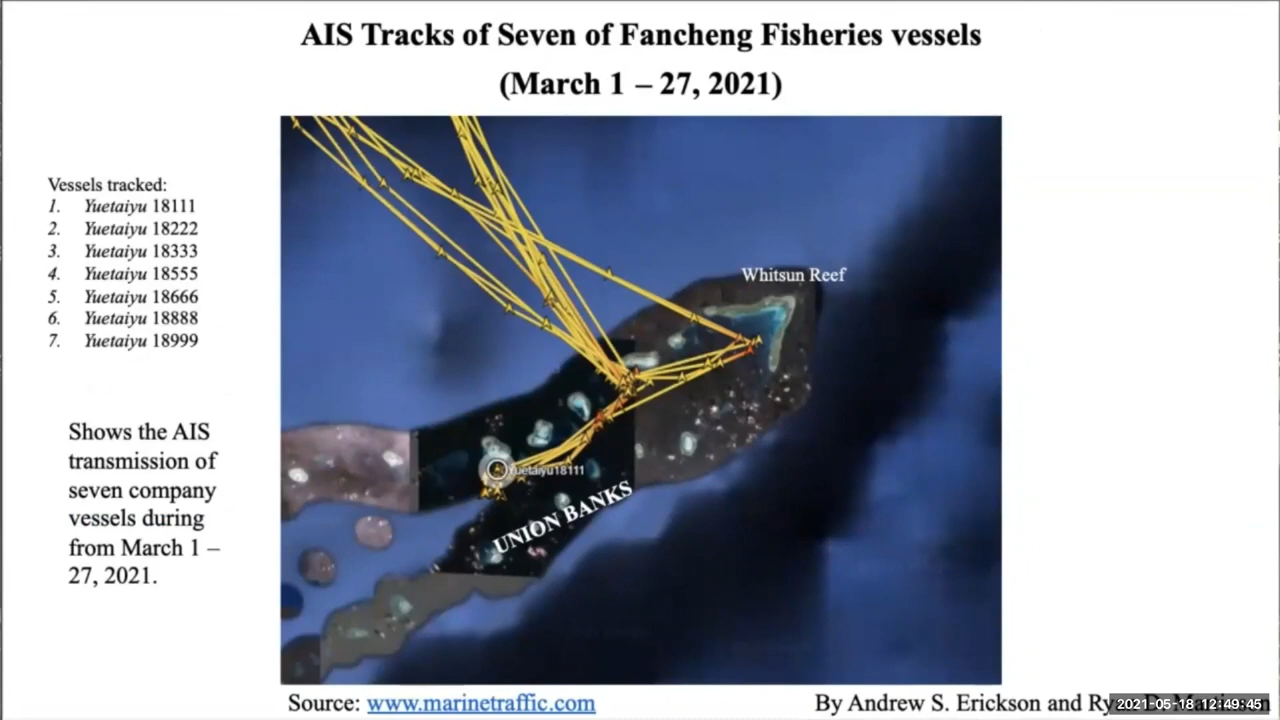 AIS Tracks of Seven of Fancheng Fisheries vessels
(March 1 – 27, 2021)
Vessels tracked:
1. Yuetaiyu 18111
2. Yuetaiyu 18222
3. Yuetaiyu 18333
4. Yuetaiyu 18555
5. Yuetaiyu 18666
6. Yuetaiyu 18888
7. Yuetaiyu 18999
Shows the AIS
transmission of
seven company
vessels during
from March 1 –
27, 2021.
Whitsun Reef
Yuetaiyu18111
UNION BANKS
Source: www.marinetraffic.com
By Andrew S. Erickson and
2021-05-18 12:49:45